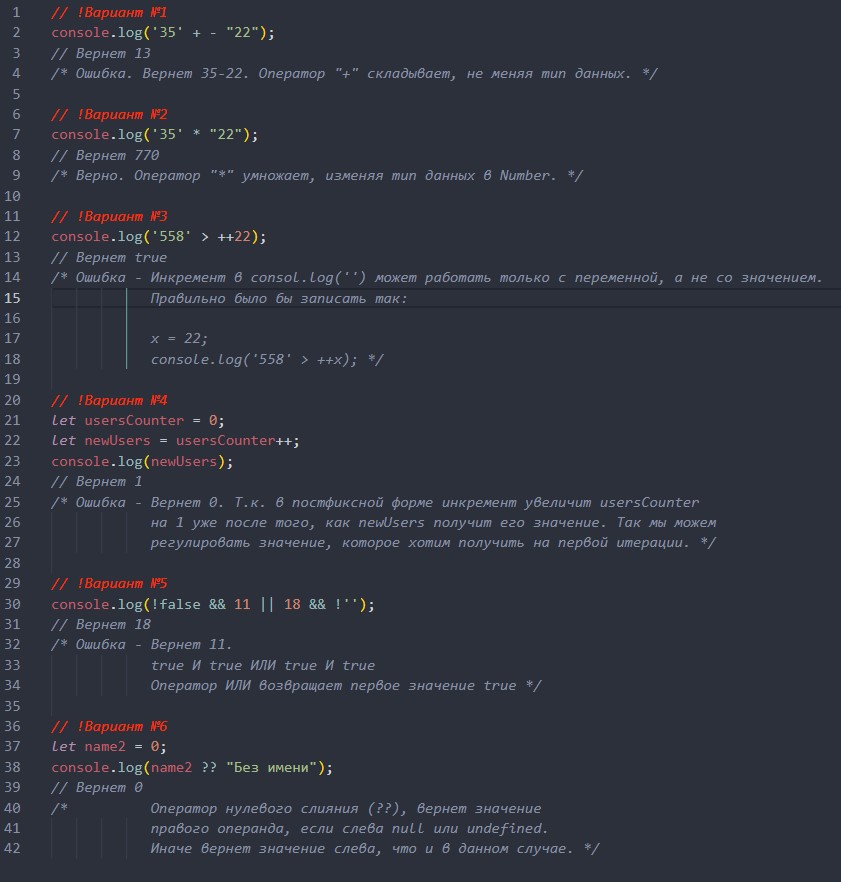 1 // !Вариант №1
2 console.log('35' + - "22");
3 // Вернет 13
4 /* Ошибка. Вернет 35-22. Оператор "+" складывает, не меняя тип данных. */
5
6 // !Вариант №2
7 console.log('35' * "22");
8 // Вернет 770
9 /* Верно. Оператор "*" умножает, изменяя тип данных в Number. */
10
11 // !Вариант №3
12 console.log('558' > ++22);
13 // Вернет true
14 /* Ошибка - Инкремент в consol.log('') может работать только с переменной, а не со значением.
15 Правильно было бы записать так:
16
17 x = 22;
18 console.log('558' > ++x); */
19
20 // !Вариант №4
21 let usersCounter = 0;
22 let newUsers = usersCounter++;
23 console.log(newUsers);
24 // Вернет 1
25 /* Ошибка - Вернет 0. Т.к. в постфиксной форме инкремент увеличит usersCounter
26 на 1 уже после того, как newUsers получит его значение. Так мы можем
27 регулировать значение, которое хотим получить на первой итерации. */
28
29 // !Вариант №5
30 console.log(!false && 11 || 18 && !'');
31 // Вернет 18
32 /* Ошибка - Вернет 11.
33 true И true ИЛИ true И true
34 Оператор ИЛИ возвращает первое значение true */
35
36 // !Вариант №6
37 let name2 = 0;
38 console.log(name2 ?? "Без имени");
39 // Вернет 0
40 /* Оператор нулевого слияния (??), вернет значение
41 правого операнда, если слева null или undefined.
42 Иначе вернет значение слева, что и в данном случае. */